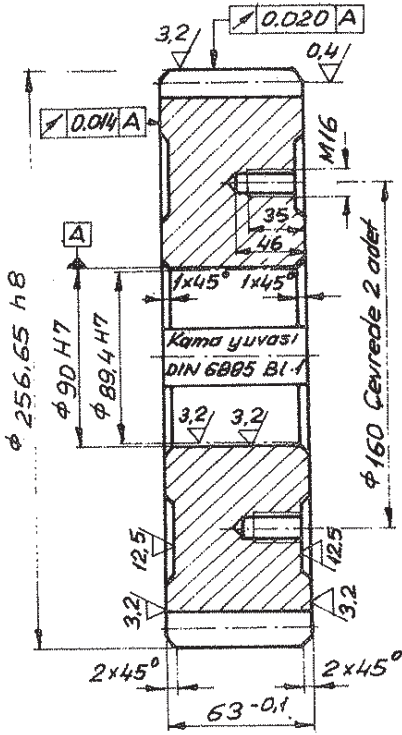 0.020 A
3,2
0,4
0.014 A
M16
35
46
A
1x45° 1x45°
ø 256,65 h8
ø 90 H7
ø 89,4 H7
Kama yuvası
DIN 6885 Bl.1
ø 160 Çevrede 2 adet
3,2 3,2
12,5 12,5
3,2 3,2
2x45° 2x45°
63 -0,1